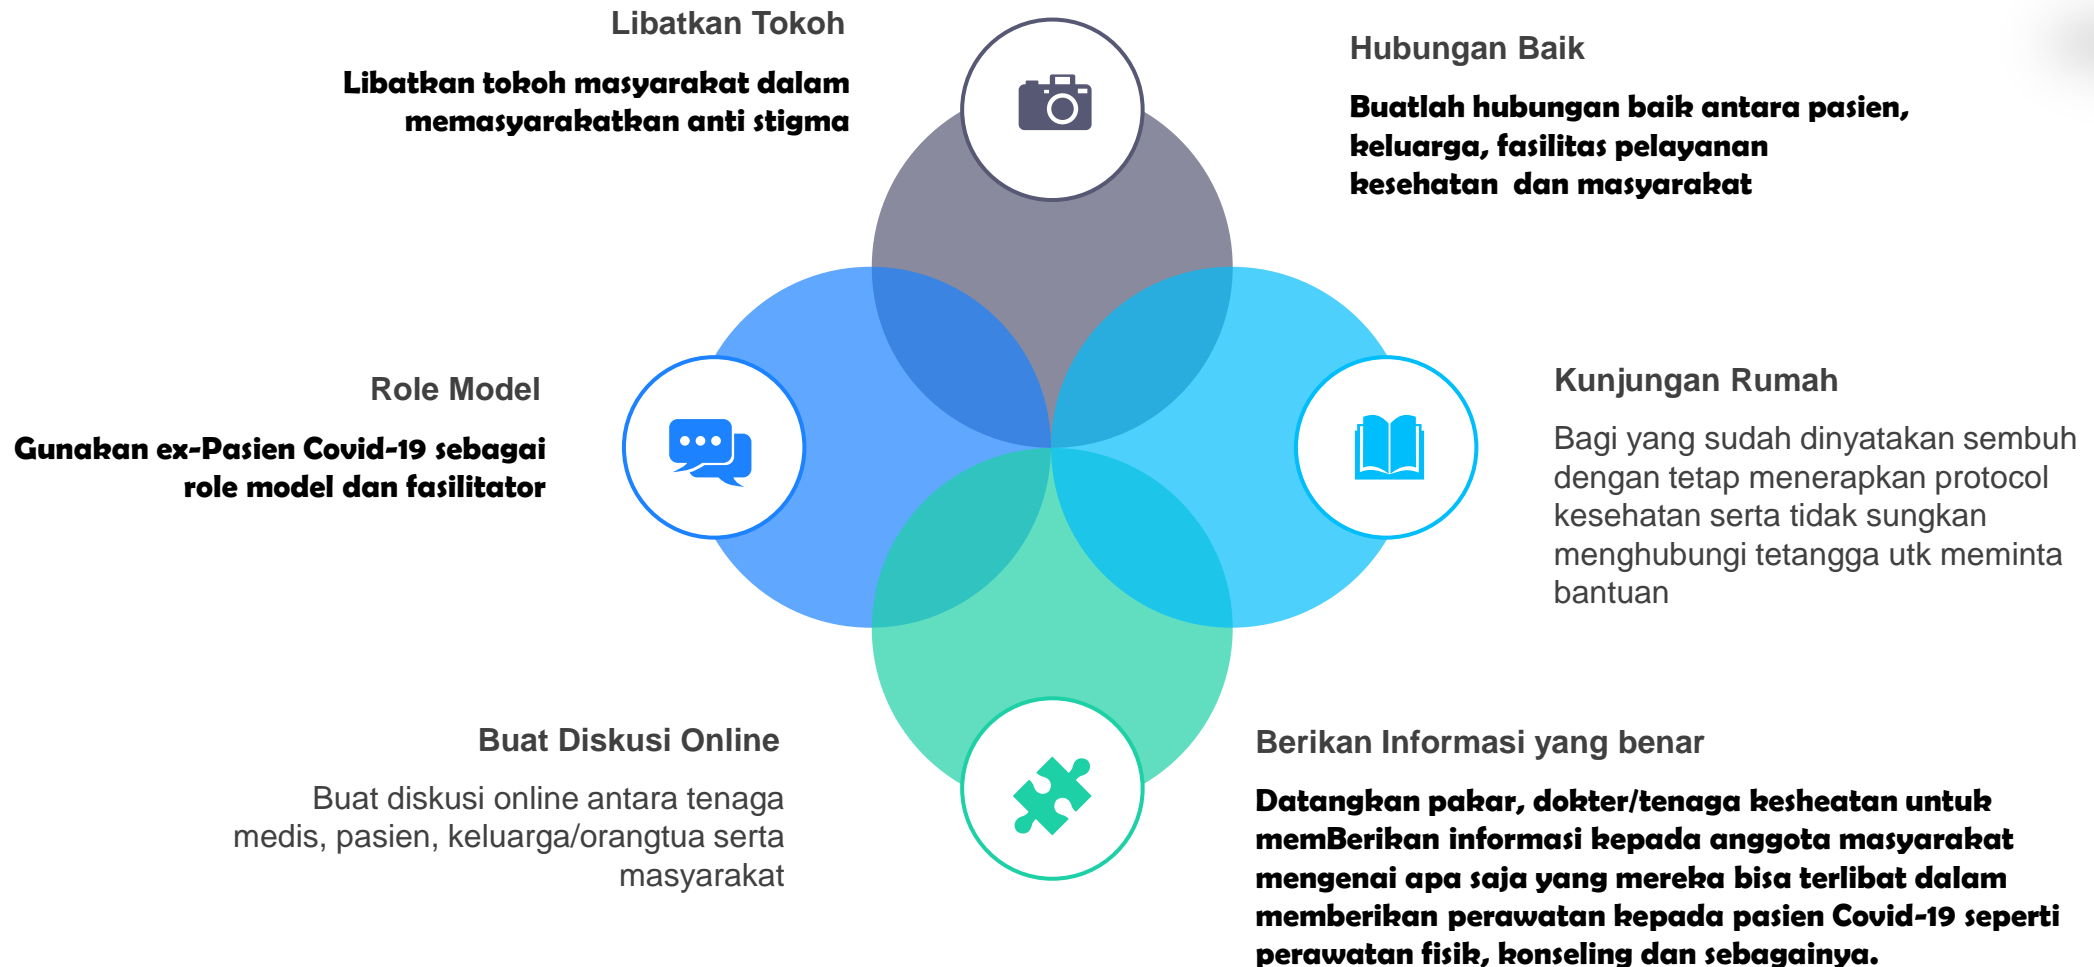 Libatkan Tokoh
Libatkan tokoh masyarakat dalam
memasyarakatkan anti stigma
Hubungan Baik
Buatlah hubungan baik antara pasien,
keluarga, fasilitas pelayanan
kesehatan dan masyarakat
Role Model
Gunakan ex-Pasien Covid-19 sebagai
role model dan fasilitator
Kunjungan Rumah
Bagi yang sudah dinyatakan sembuh
dengan tetap menerapkan protocol
kesehatan serta tidak sungkan
menghubungi tetangga utk meminta
bantuan
Buat Diskusi Online
Buat diskusi online antara tenaga
medis, pasien, keluarga/orangtua serta
masyarakat
Berikan Informasi yang benar
Datangkan pakar, dokter/tenaga kesheatan untuk
memBerikan informasi kepada anggota masyarakat
mengenai apa saja yang mereka bisa terlibat dalam
memberikan perawatan kepada pasien Covid-19 seperti
perawatan fisik, konseling dan sebagainya.